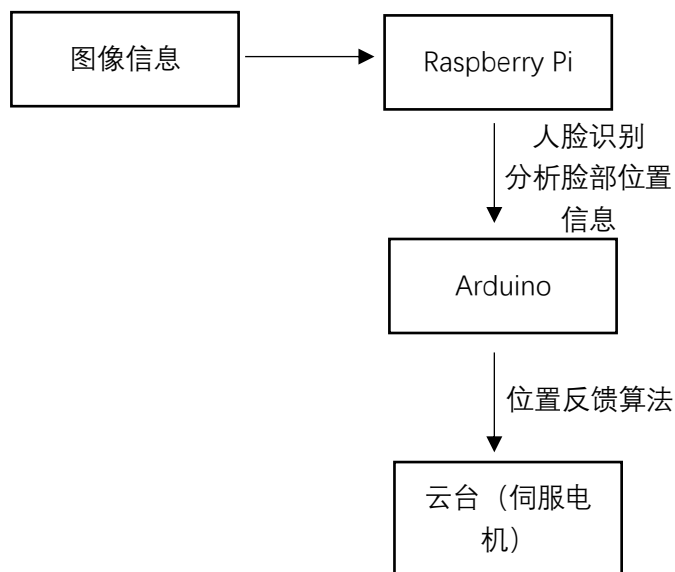 图像信息
Raspberry Pi
人脸识别
分析脸部位置
信息
Arduino
位置反馈算法
云台（伺服电
机）